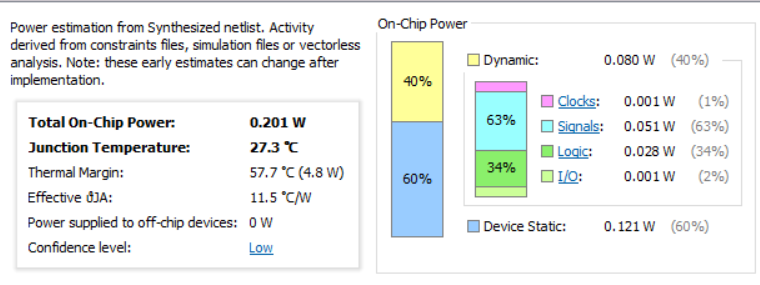 Power estimation from Synthesized netlist. Activity
derived from constraints files, simulation files or vectorless
analysis. Note: these early estimates can change after
implementation.
Total On-Chip Power: 0.201 W
Junction Temperature: 27.3 °C
Thermal Margin: 57.7 °C (4.8 W)
Effective ϑJA: 11.5 °C/W
Power supplied to off-chip devices: 0 W
Confidence level: Low
On-Chip Power
40%
60%
Dynamic: 0.080 W (40%)
63%
34%
Clocks: 0.001 W (1%)
Signals: 0.051 W (63%)
Logic: 0.028 W (34%)
I/O: 0.001 W (2%)
Device Static: 0.121 W (60%)